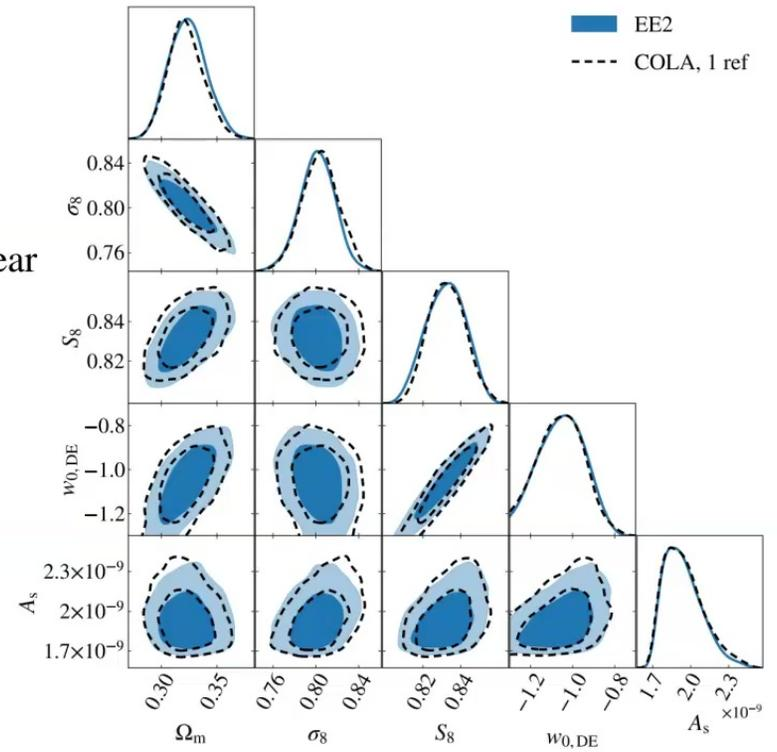 EE2
COLA, 1 ref
0.84
0.80
0.76
σ8
ear
0.84
0.82
S8
−0.8
−1.0
−1.2
w0,DE
2.3×10−9
2×10−9
1.7×10−9
As
0.30 0.35 0.76 0.80 0.84 0.82 0.84 −1.2 −1.0 −0.8 1.7 2.0 2.3
×10−9
Ωm σ8 S8 w0,DE As